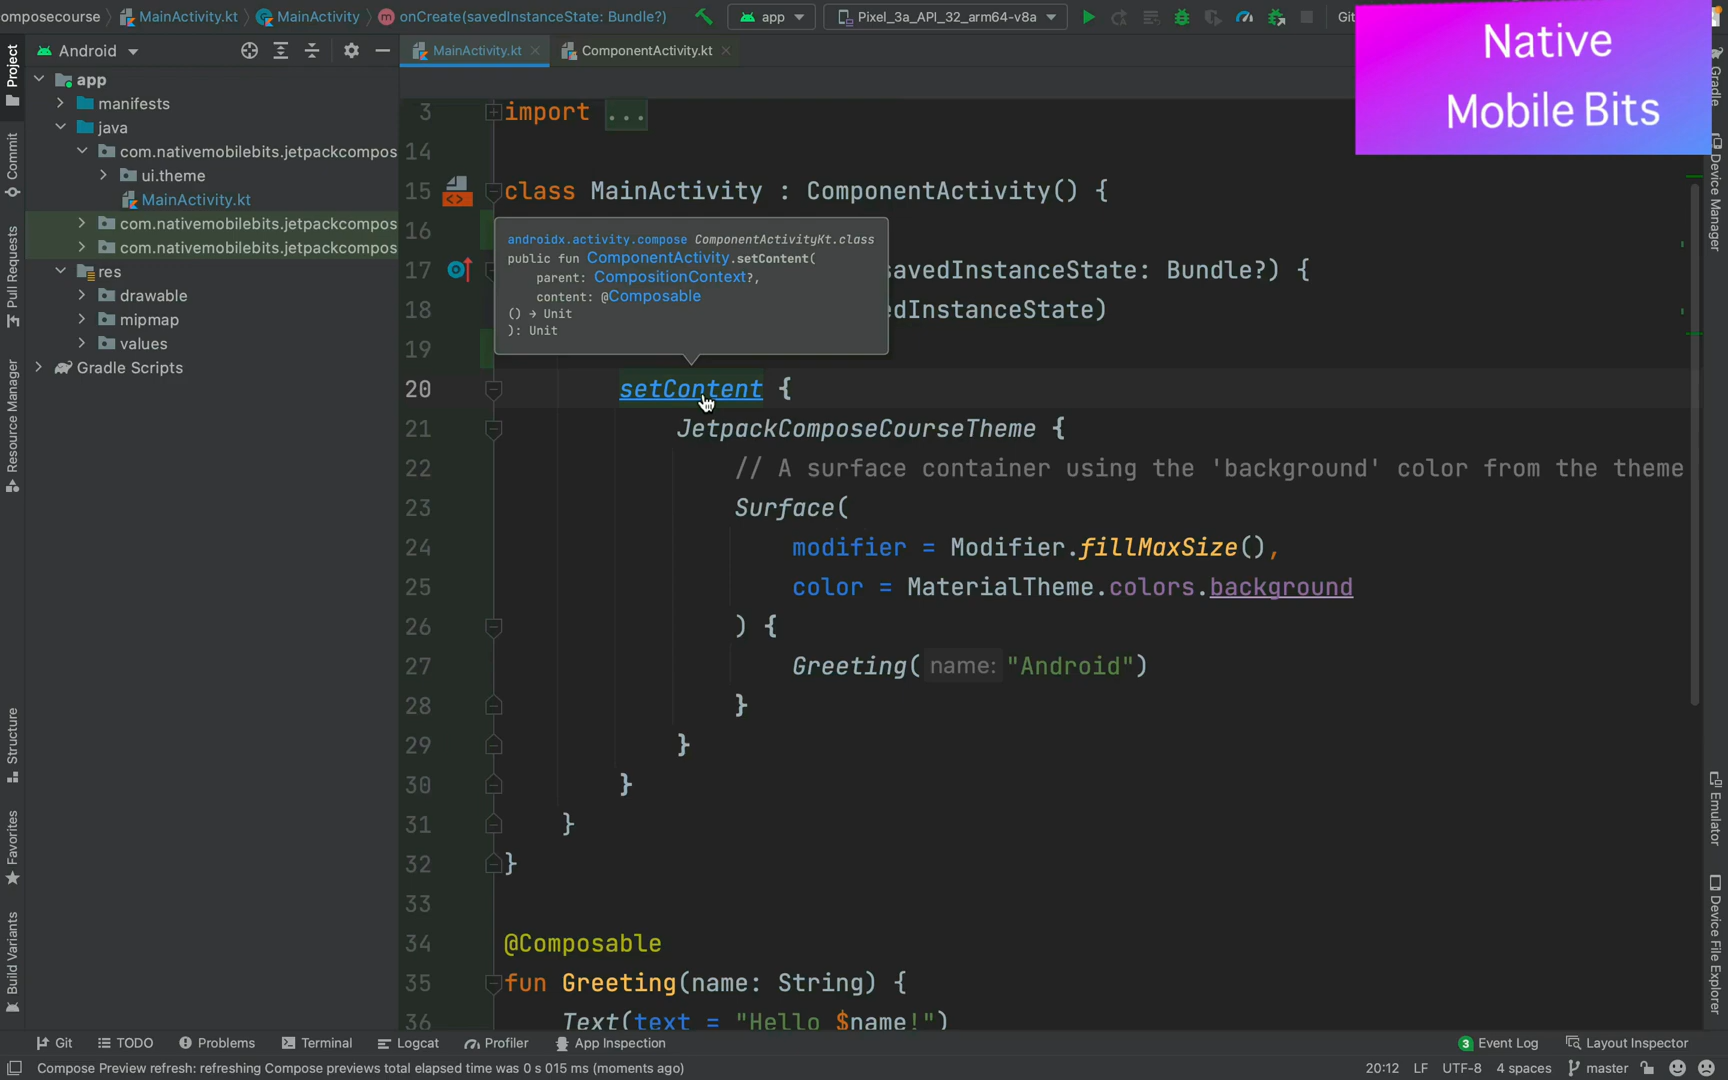 omposecourse MainActivity.kt MainActivity onCreate(savedInstanceState: Bundle?) app Pixel_3a_API_32_arm64-v8a Git
Native
Mobile Bits
Project
Commit
Pull Requests
Resource Manager
Structure
Favorites
Build Variants
Android
app
manifests
java
com.nativemobilebits.jetpackcompos
ui.theme
MainActivity.kt
com.nativemobilebits.jetpackcompos
com.nativemobilebits.jetpackcompos
res
drawable
mipmap
values
Gradle Scripts
MainActivity.kt ComponentActivity.kt
3 import ...
14
15 class MainActivity : ComponentActivity() {
16
androidx.activity.compose ComponentActivityKt.class
public fun ComponentActivity.setContent(
parent: CompositionContext?,
content: @Composable
() → Unit
): Unit
17 savedInstanceState: Bundle?) {
18 edInstanceState)
19
20 setContent {
21 JetpackComposeCourseTheme {
22 // A surface container using the 'background' color from the theme
23 Surface(
24 modifier = Modifier.fillMaxSize(),
25 color = MaterialTheme.colors.background
26 ) {
27 Greeting( name: "Android")
28 }
29 }
30 }
31 }
32 }
33
34 @Composable
35 fun Greeting(name: String) {
36 Text(text = "Hello $name!")
Gradle
Device Manager
Emulator
Device File Explorer
Git TODO Problems Terminal Logcat Profiler App Inspection 3 Event Log Layout Inspector
Compose Preview refresh: refreshing Compose previews total elapsed time was 0 s 015 ms (moments ago) 20:12 LF UTF-8 4 spaces master